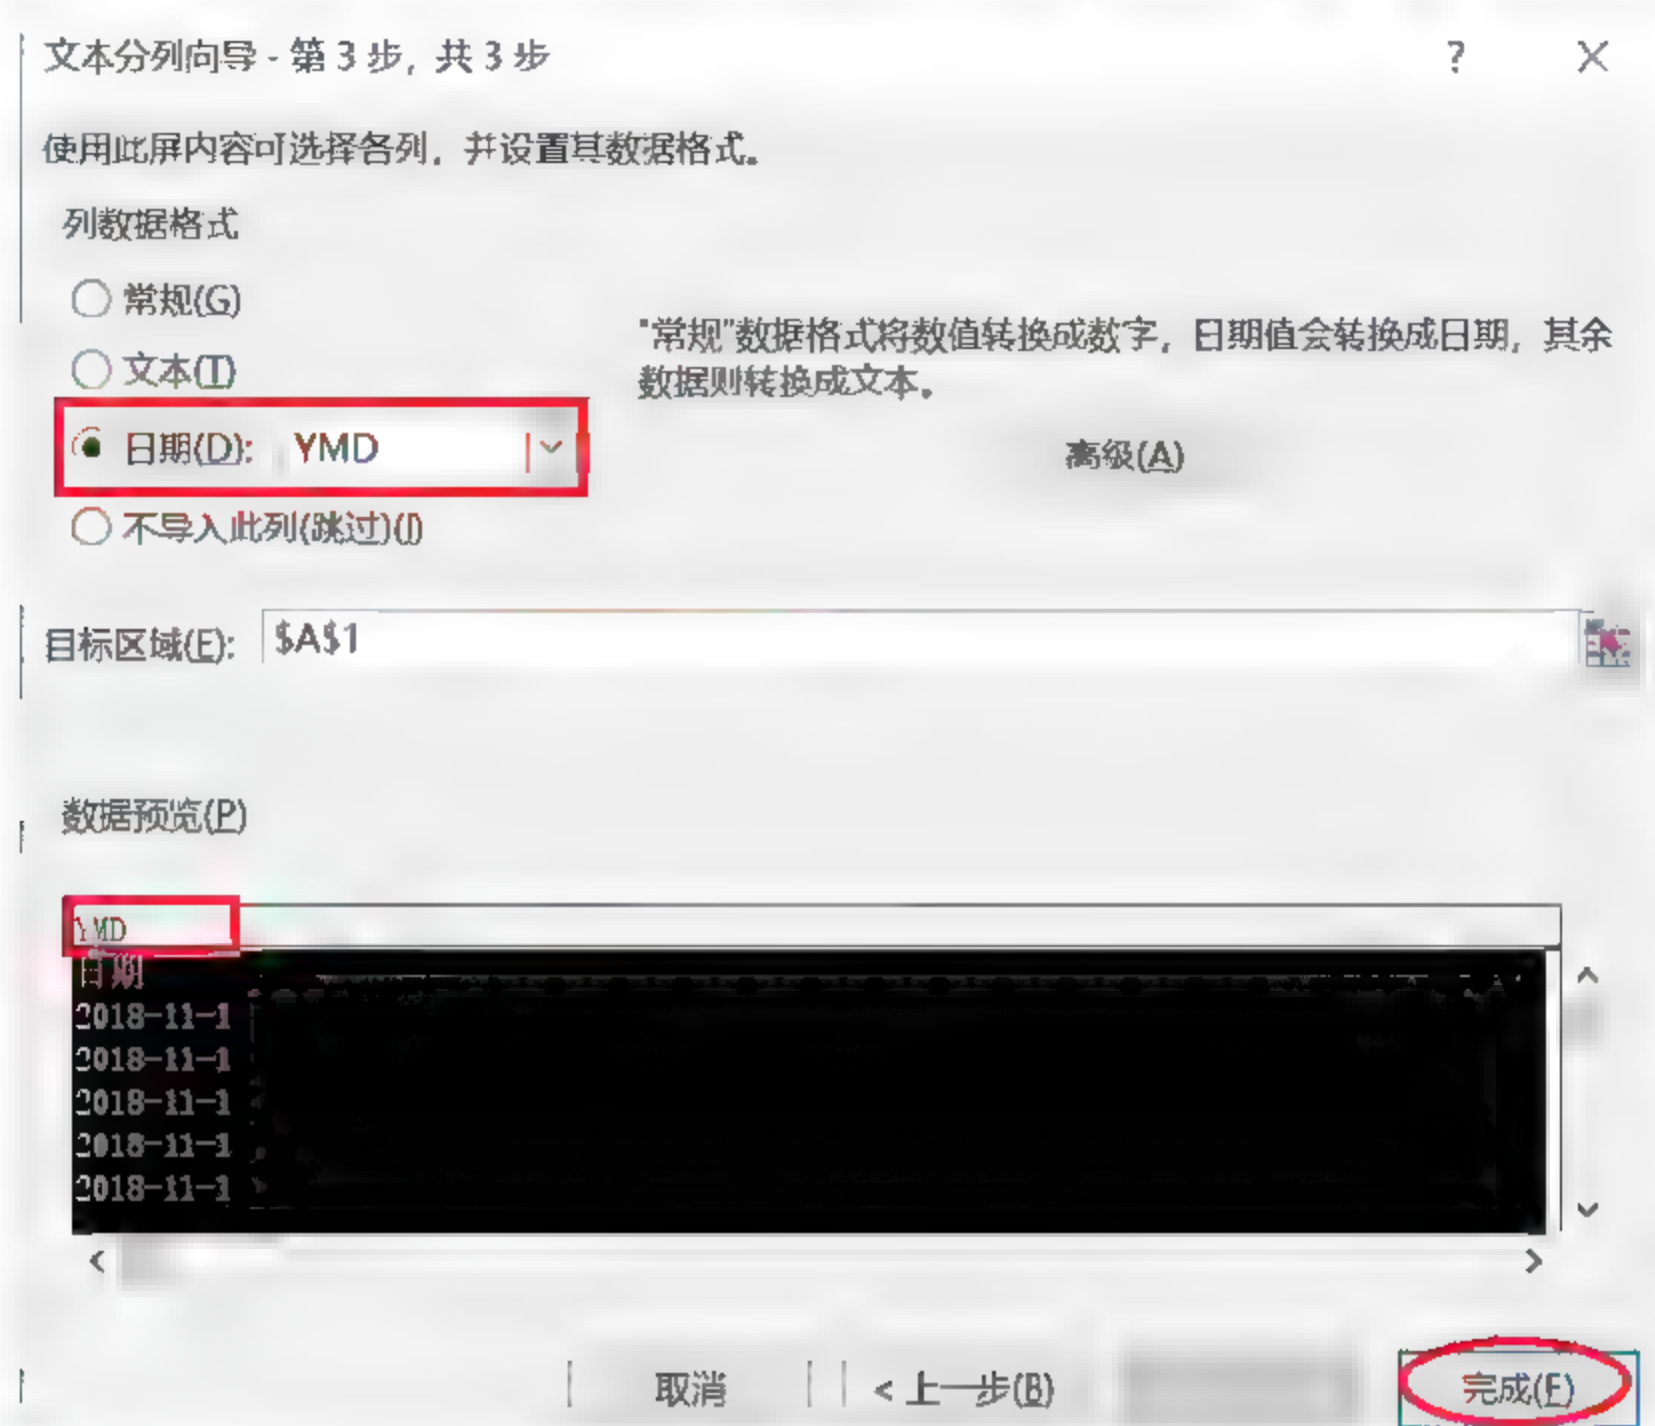 文本分列向导 - 第 3 步，共 3 步
?
使用此屏内容可选择各列，并设置其数据格式。
列数据格式
常规(G)
文本(T)
日期(D): YMD
不导入此列(跳过)(I)
"常规"数据格式将数值转换成数字，日期值会转换成日期，其余
数据则转换成文本。
高级(A)
目标区域(E): $A$1
数据预览(P)
YMD
日期
2018-11-1
2018-11-1
2018-11-1
2018-11-1
2018-11-1
取消
< 上一步(B)
完成(F)